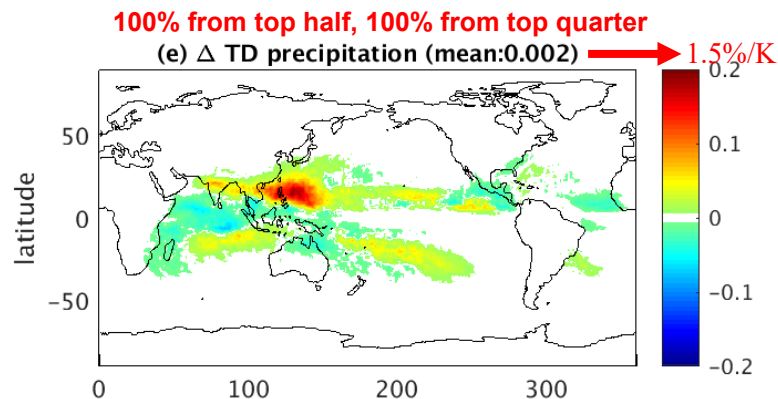 100% from top half, 100% from top quarter
(e) Δ TD precipitation (mean:0.002) 1.5%/K
0.2
50
0.1
latitude
0
0
-50
-0.1
-0.2
0 100 200 300